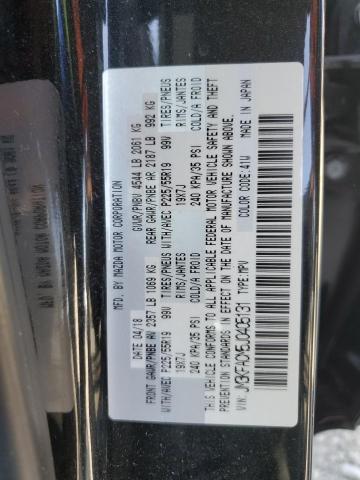 MFD. BY MAZDA MOTOR CORPORATION
DATE 04/18 GVWR/PNBV 4544 LB 2061 KG
FRONT GAWR/PNBE AV 2357 LB 1069 KG REAR GAWR/PNBE AR 2187 LB 992 KG
WITH/AVEC P225/55R19 99V TIRES/PNEUS WITH/AVEC P225/55R19 99V TIRES/PNEUS
19X7J RIMS/JANTES 19X7J RIMS/JANTES
240 KPA/35 PSI COLD/A FROID 240 KPA/35 PSI COLD/A FROID
THIS VEHICLE CONFORMS TO ALL APPLICABLE FEDERAL MOTOR VEHICLE SAFETY AND THEFT
PREVENTION STANDARDS IN EFFECT ON THE DATE OF MANUFACTURE SHOWN ABOVE.
VIN: TYPE: MPV COLOR/COULEUR: 41W MADE IN JAPAN